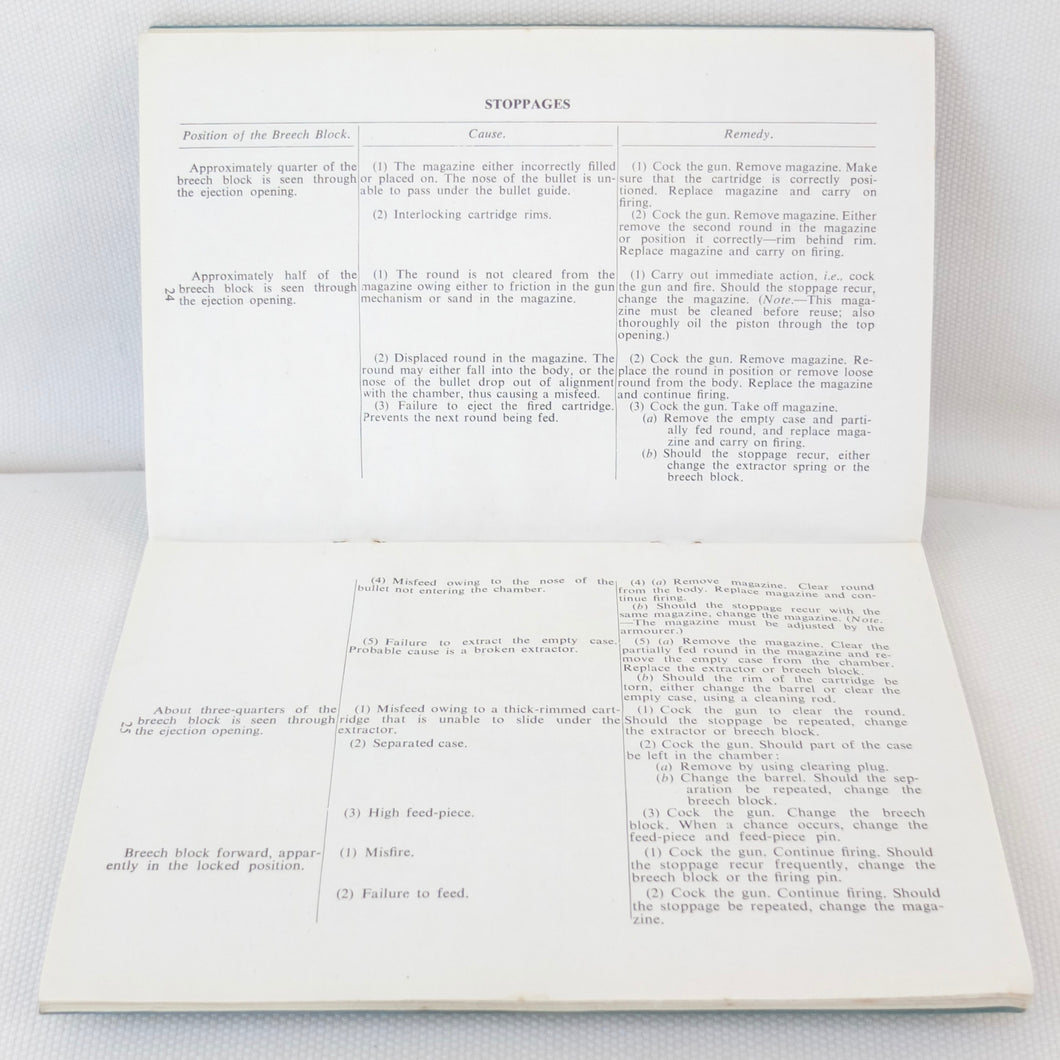 STOPPAGES
Position of the Breech Block.
Cause.
Remedy.
Approximately quarter of the
breech block is seen through
the ejection opening.
(1) The magazine either incorrectly filled
or placed on. The nose of the bullet is un-
able to pass under the bullet guide.
(1) Cock the gun. Remove magazine. Make
sure that the cartridge is correctly posi-
tioned. Replace magazine and carry on
firing.
(2) Interlocking cartridge rims.
(2) Cock the gun. Remove magazine. Either
remove the second round in the magazine
or position it correctly—rim behind rim.
Replace magazine and carry on firing.
Approximately half of the
breech block is seen through
the ejection opening.
(1) The round is not cleared from the
magazine owing either to friction in the gun
mechanism or sand in the magazine.
(1) Carry out immediate action, i.e., cock
the gun and fire. Should the stoppage recur,
change the magazine. (Note.—This maga-
zine must be cleaned before reuse; also
thoroughly oil the piston through the top
opening.)
(2) Displaced round in the magazine. The
round may either fall into the body, or the
nose of the bullet drop out of alignment
with the chamber, thus causing a misfeed.
(2) Cock the gun. Remove magazine. Re-
place the round in position or remove loose
round from the body. Replace the magazine
and continue firing.
(3) Failure to eject the fired cartridge.
Prevents the next round being fed.
(3) Cock the gun. Take off magazine.
(a) Remove the empty case and parti-
ally fed round, and replace maga-
zine and carry on firing.
(b) Should the stoppage recur, either
change the extractor spring or the
breech block.
24
(4) Misfeed owing to the nose of the
bullet not entering the chamber.
(4) (a) Remove magazine. Clear round
from the body. Replace magazine and con-
tinue firing.
(b) Should the stoppage recur with the
same magazine, change the magazine. (Note.
—The magazine must be adjusted by the
armourer.)
(5) Failure to extract the empty case.
Probable cause is a broken extractor.
(5) (a) Remove the magazine. Clear the
partially fed round in the magazine and re-
move the empty case from the chamber.
Replace the extractor or breech block.
(b) Should the rim of the cartridge be
torn, either change the barrel or clear the
empty case, using a cleaning rod.
About three-quarters of the
breech block is seen through
the ejection opening.
(1) Misfeed owing to a thick-rimmed cart-
ridge that is unable to slide under the
extractor.
(1) Cock the gun to clear the round.
Should the stoppage be repeated, change
the extractor or breech block.
(2) Separated case.
(2) Cock the gun. Should part of the case
be left in the chamber:
(a) Remove by using clearing plug.
(b) Change the barrel. Should the sep-
aration be repeated, change the
breech block.
(3) High feed-piece.
(3) Cock the gun. Change the breech
block. When a chance occurs, change the
feed-piece and feed-piece pin.
Breech block forward, appar-
ently in the locked position.
(1) Misfire.
(1) Cock the gun. Continue firing. Should
the stoppage recur frequently, change the
breech block or the firing pin.
(2) Failure to feed.
(2) Cock the gun. Continue firing. Should
the stoppage be repeated, change the maga-
zine.
25